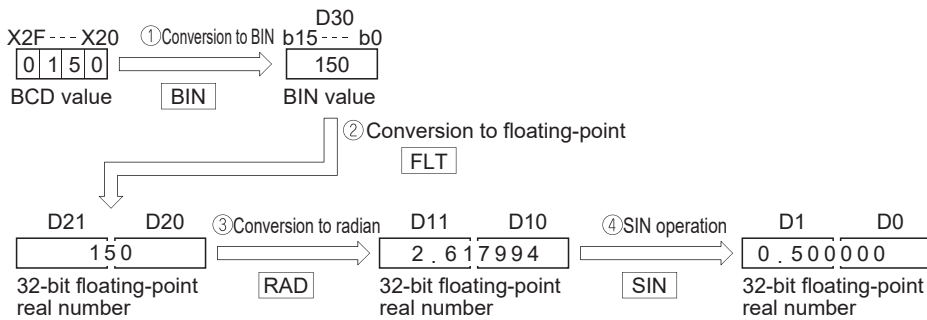 D30
X2F --- X20 ①Conversion to BIN b15 --- b0
0 1 5 0 150
BCD value BIN BIN value
②Conversion to floating-point
FLT
D21 D20 ③Conversion to radian D11 D10 ④SIN operation D1 D0
150 2.617994 0.500000
32-bit floating-point real number RAD 32-bit floating-point real number SIN 32-bit floating-point real number